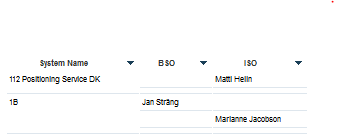 System Name BSO ISO
112 Positioning Service DK Matti Helin
1B Jan Sträng
Marianne Jacobson